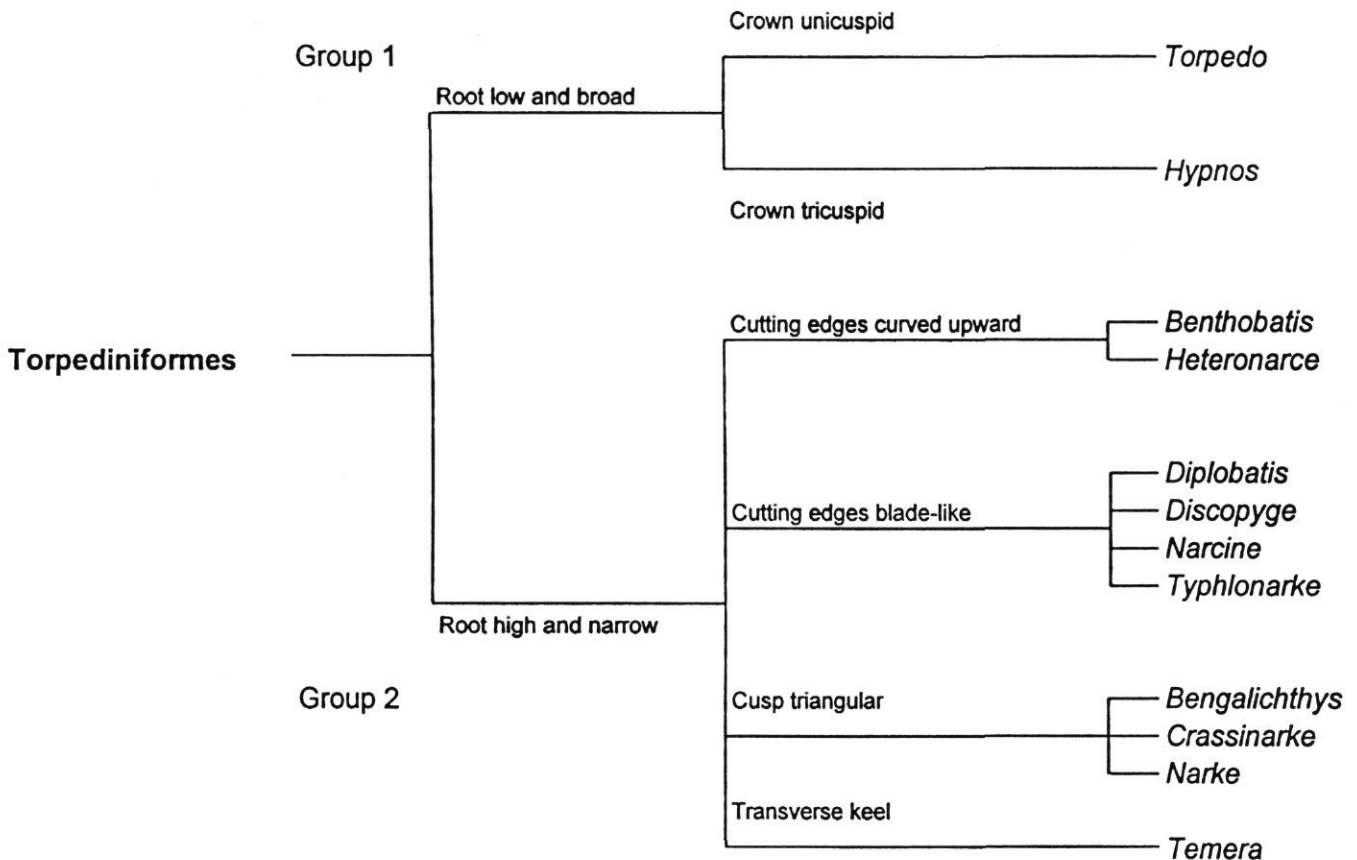 Crown unicuspid
Group 1
Torpedo
Root low and broad
Hypnos
Crown tricuspid
Cutting edges curved upward
Benthobatis
Heteronarce
Torpediniformes
Diplobatis
Cutting edges blade-like
Discopyge
Narcine
Typhlonarke
Root high and narrow
Group 2
Cusp triangular
Bengalichthys
Crassinarke
Narke
Transverse keel
Temera